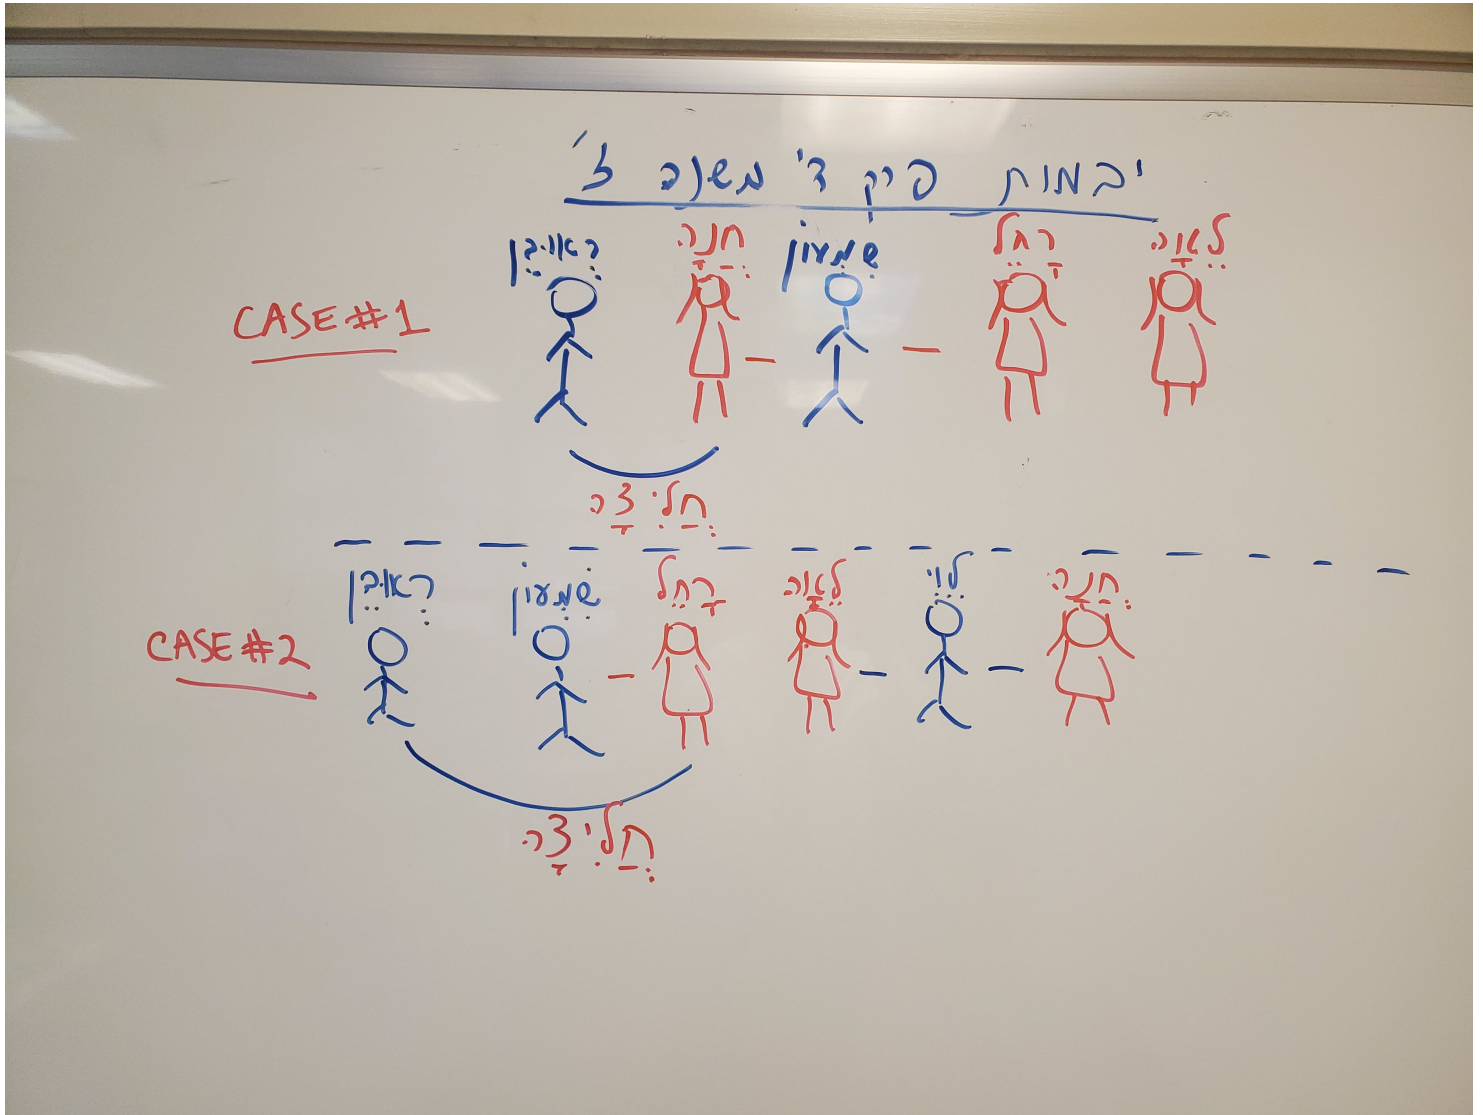 יבמות פרק ד' משנה ז'
לֵאָה רָחֵל שִׁמְעוֹן חֲנָה רְאוּבֵן
CASE #1
חֲלִיצָה
חֲנָה לֵוִי לֵאָה רָחֵל שִׁמְעוֹן רְאוּבֵן
CASE #2
חֲלִיצָה